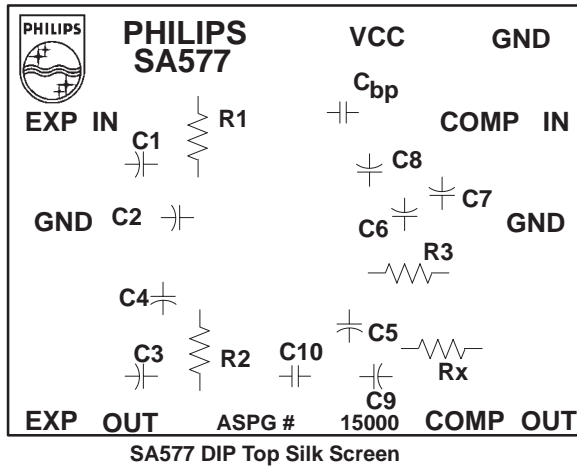 PHILIPS
PHILIPS
SA577
VCC
GND
Cbp
EXP IN
R1
COMP IN
C1
C8
C7
GND
C2
C6
GND
R3
C4
C5
C3
R2
C10
Rx
C9
EXP OUT
ASPG #
15000
COMP OUT
SA577 DIP Top Silk Screen